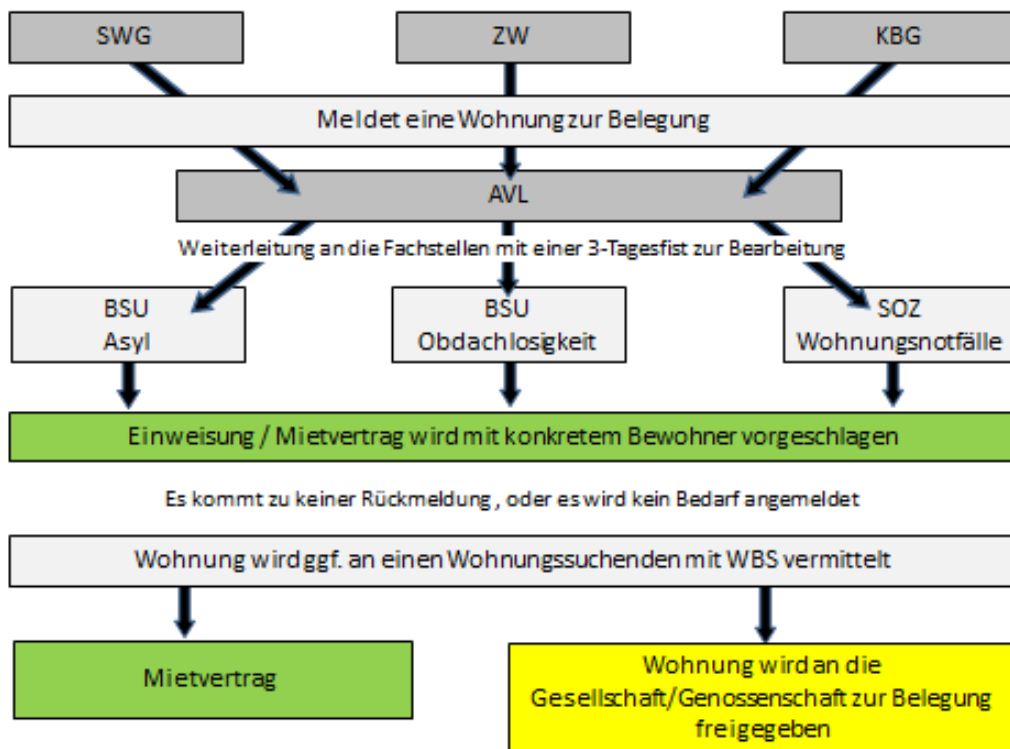 SWG
ZW
KBG
Meldet eine Wohnung zur Belegung
AVL
Weiterleitung an die Fachstellen mit einer 3-Tagesfist zur Bearbeitung
BSU
Asyl
BSU
Obdachlosigkeit
SOZ
Wohnungsnotfälle
Einweisung / Mietvertrag wird mit konkretem Bewohner vorgeschlagen
Es kommt zu keiner Rückmeldung , oder es wird kein Bedarf angemeldet
Wohnung wird ggf. an einen Wohnungssuchenden mit WBS vermittelt
Mietvertrag
Wohnung wird an die
Gesellschaft/Genossenschaft zur Belegung
freigegeben